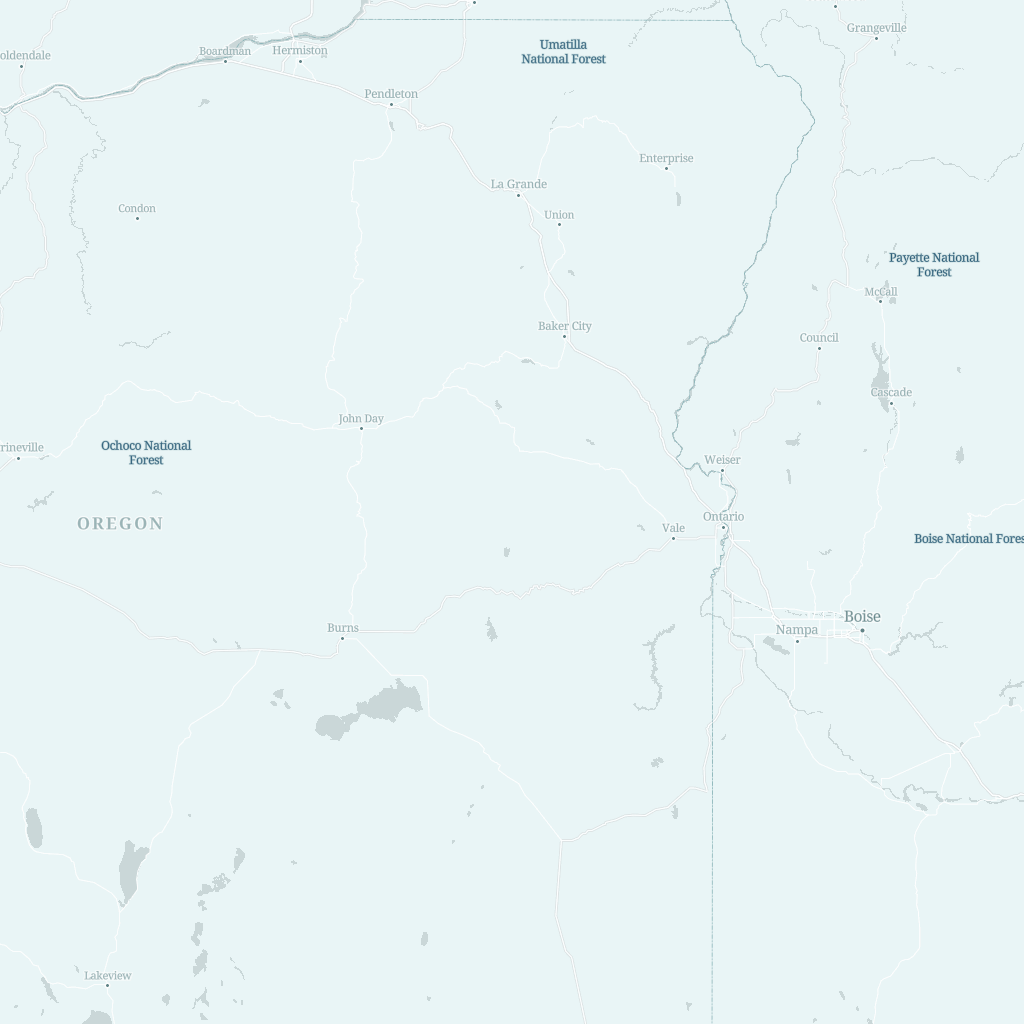 Grangeville
Umatilla
National Forest
Boardman
Hermiston
oldendale
Pendleton
Enterprise
La Grande
Condon
Union
Payette National
Forest
McCall
Baker City
Council
Cascade
John Day
rineville
Ochoco National
Forest
Weiser
OREGON
Ontario
Vale
Boise National Fores
Boise
Burns
Nampa
Lakeview